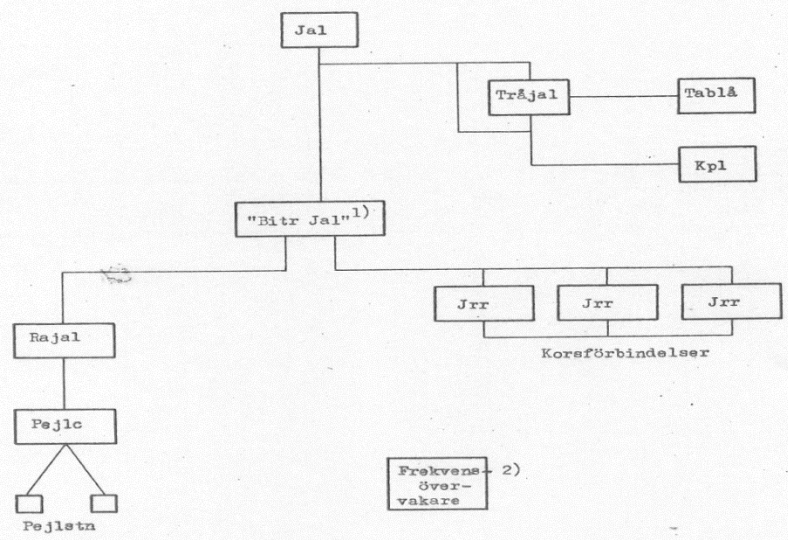 Jal
Tråjal
Tablå
Kpl
"Bitr Jal"1)
Jrr
Jrr
Jrr
Korsförbindelser
Rajal
Pejlc
Pejlstn
Frekvens- 2)
över-
vakare